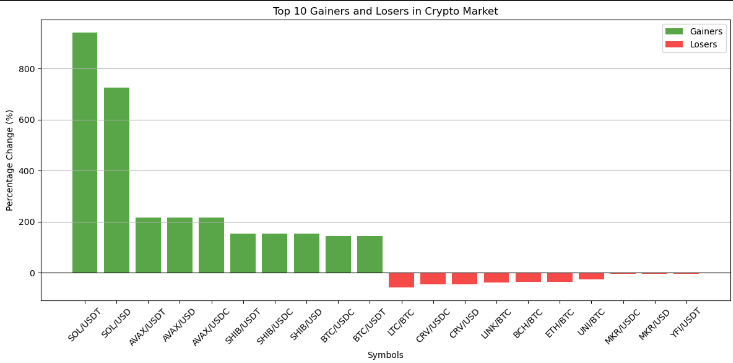 Top 10 Gainers and Losers in Crypto Market
Gainers
Losers
Percentage Change (%)
800
600
400
200
0
SOL/USDT
SOL/USD
AVAX/USDT
AVAX/USD
AVAX/USDC
SHIB/USDT
SHIB/USDC
SHIB/USD
BTC/USDC
BTC/USDT
LTC/BTC
CRV/USDC
CRV/USD
LINK/BTC
BCH/BTC
ETH/BTC
UNI/BTC
MKR/USDC
MKR/USD
YFI/USDT
Symbols